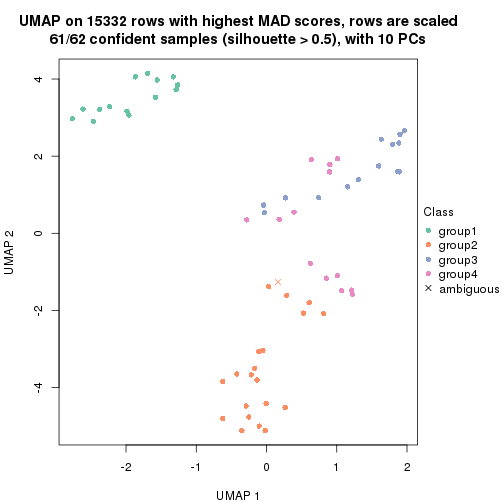 UMAP on 15332 rows with highest MAD scores, rows are scaled
61/62 confident samples (silhouette > 0.5), with 10 PCs
4
2
0
-2
-4
UMAP 2
-2
-1
0
1
2
UMAP 1
Class
group1
group2
group3
group4
ambiguous